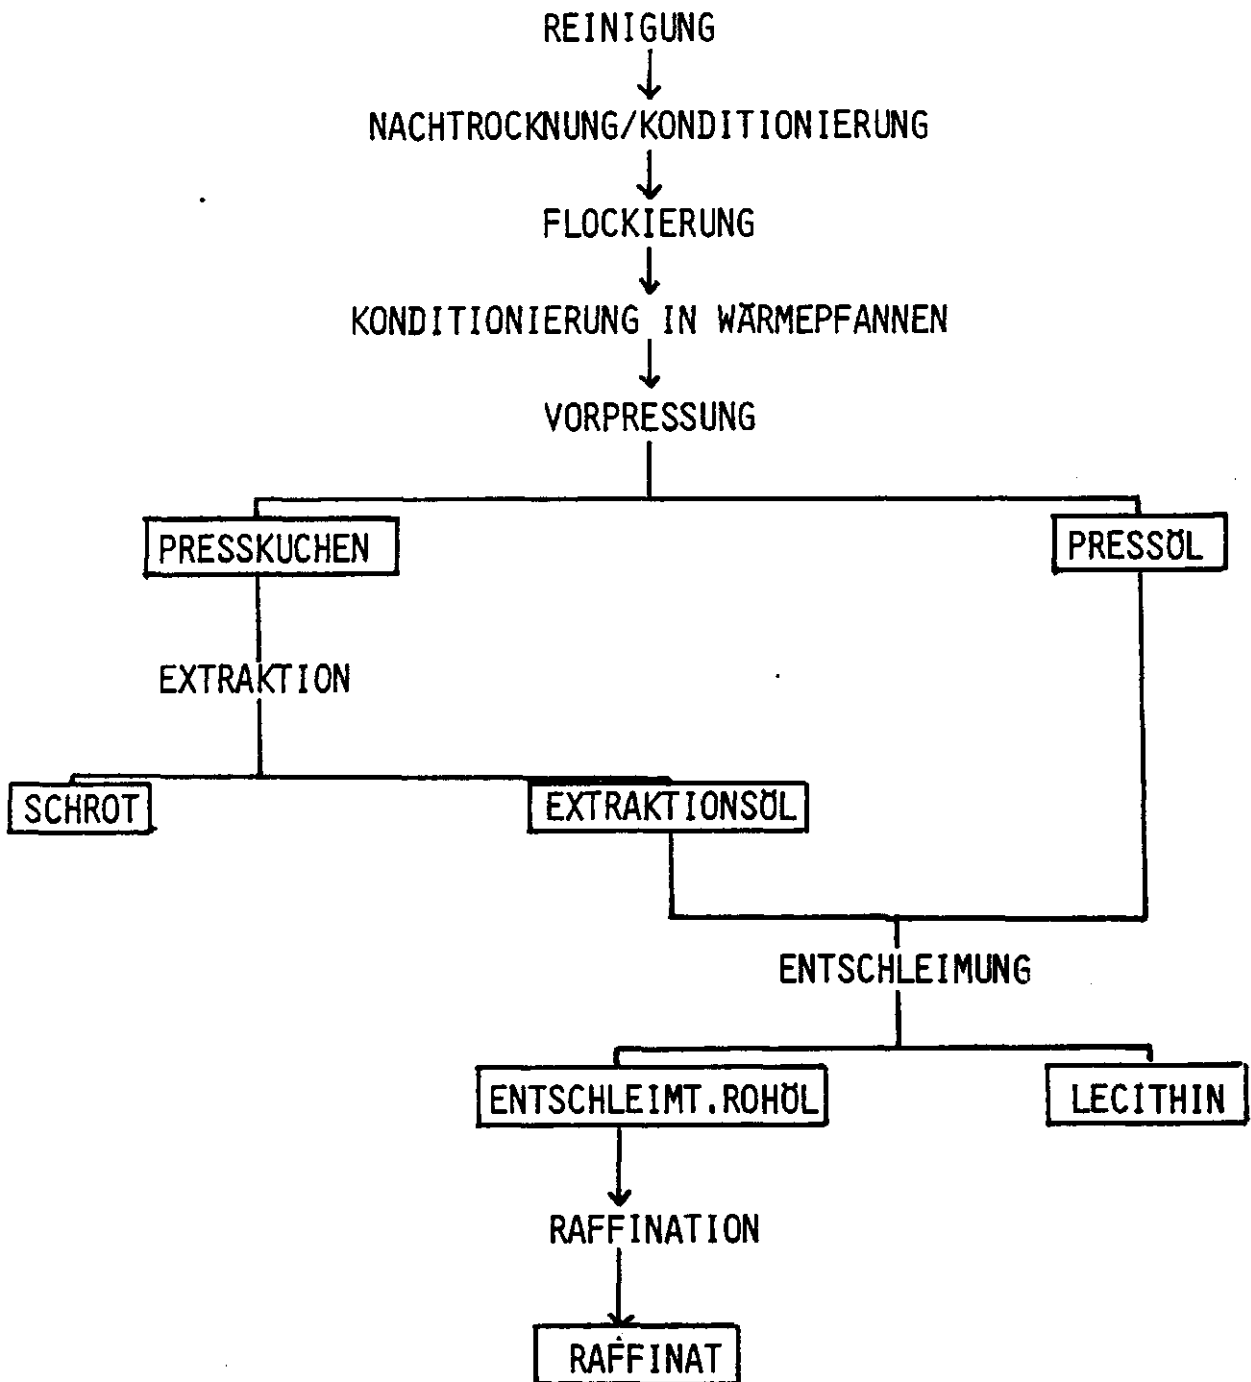 REINIGUNG
NACHTROCKNUNG/KONDITIONIERUNG
FLOCKIERUNG
KONDITIONIERUNG IN WÄRMEPFANNEN
VORPRESSUNG
PRESSKUCHEN
PRESSÖL
EXTRAKTION
SCHROT
EXTRAKTIONSÖL
ENTSCHLEIMUNG
ENTSCHLEIMT.ROHÖL
LECITHIN
RAFFINATION
RAFFINAT